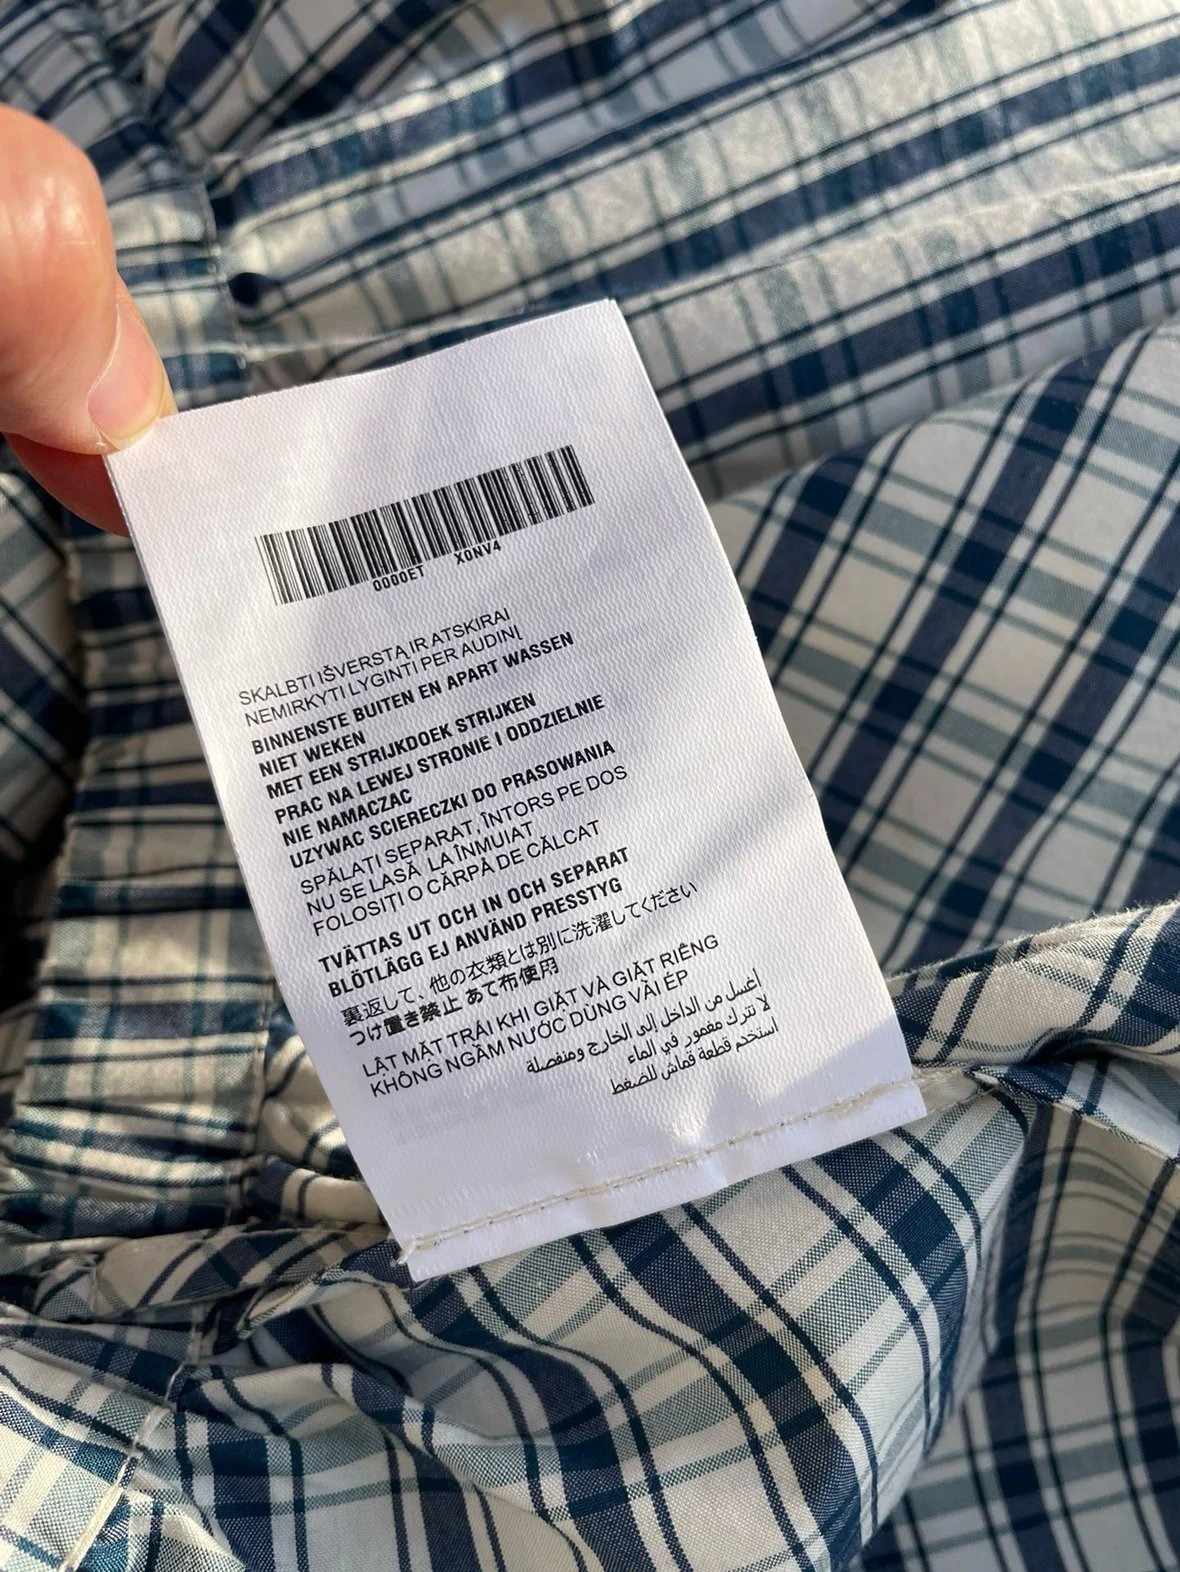 0000ET X0NV4
SKALBTI IŠVERSTĄ IR ATSKIRAI
NEMIRKYTI LYGINTI PER AUDINĮ
BINNENSTE BUITEN EN APART WASSEN
NIET WEKEN
MET EEN STRIJKDOEK STRIJKEN
PRAC NA LEWEJ STRONIE I ODDZIELNIE
NIE NAMACZAC
UZYWAC SCIERECZKI DO PRASOWANIA
SPĂLAȚI SEPARAT, ÎNTORS PE DOS
NU SE LASĂ LA ÎNMUIAT
FOLOSIȚI O CÂRPĂ DE CĂLCAT
TVÄTTAS UT OCH IN OCH SEPARAT
BLÖTLÄGG EJ ANVÄND PRESSTYG
裏返して、他の衣類とは別に洗濯してください
つけ置き禁止 あて布使用
LẬT MẶT TRÁI KHI GIẶT VÀ GIẶT RIÊNG
KHÔNG NGÂM NƯỚC DÙNG VẢI ÉP
اغسل من الداخل إلى الخارج ومنفصلة
لا تترك مغمور في الماء
استخدم قطعة قماش للضغط